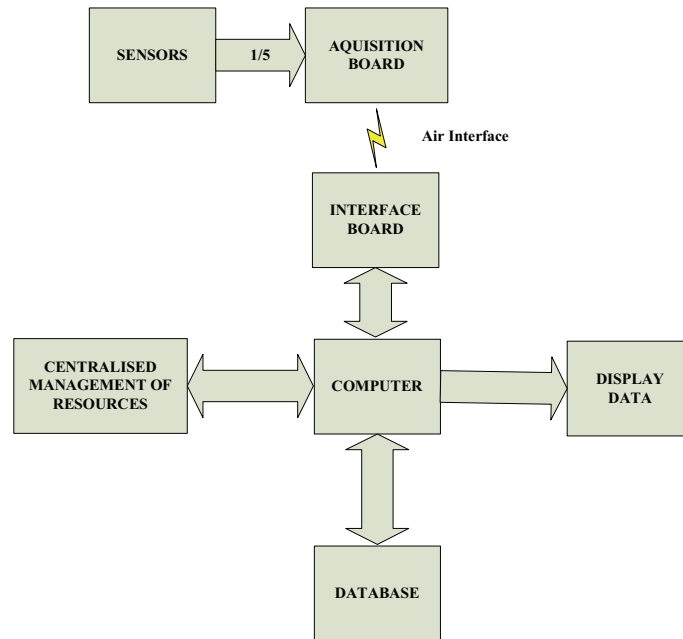 SENSORS
1/5
AQUISITION
BOARD
Air Interface
INTERFACE
BOARD
CENTRALISED
MANAGEMENT OF
RESOURCES
COMPUTER
DISPLAY
DATA
DATABASE